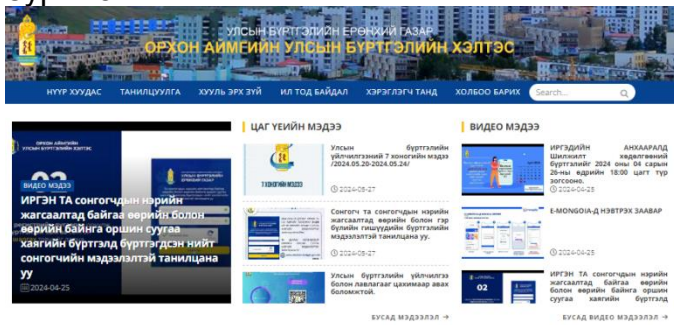 УЛСЫН БҮРТГЭЛИЙН ЕРӨНХИЙ ГАЗАР
ОРХОН АЙМГИЙН УЛСЫН БҮРТГЭЛИЙН ХЭЛТЭС
НҮҮР ХУУДАС ТАНИЛЦУУЛГА ХУУЛЬ ЭРХ ЗҮЙ ИЛ ТОД БАЙДАЛ ХЭРЭГЛЭГЧ ТАНД ХОЛБОО БАРИХ Search...
ВИДЕО МЭДЭЭ
ИРГЭН ТА сонгогчдын нэрийн
жагсаалтад байгаа өөрийн болон
өөрийн байнга оршин суугаа
хаягийн бүртгэлд бүртгэгдсэн нийт
сонгогчийн мэдээлэлтэй танилцана
уу
2024-04-25
ЦАГ ҮЕИЙН МЭДЭЭ
7 ХОНОГИЙН МЭДЭЭ
Улсын бүртгэлийн
үйлчилгээний 7 хоногийн мэдээ
/2024.05.20-2024.05.24/
2024-05-27
Сонгогч та сонгогчдын нэрийн
жагсаалтад өөрийн болон гэр
бүлийн гишүүдийн бүртгэлийн
мэдээлэлтэй танилцана уу.
2024-05-27
Улсын бүртгэлийн үйлчилгээ
болон лавлагааг цахимаар авах
боломжтой.
БУСАД МЭДЭЭЛЭЛ →
ВИДЕО МЭДЭЭ
ИРГЭДИЙН АНХААРАЛД
Шилжилт хөдөлгөөний
бүртгэлийг 2024 оны 04 сарын
26-ны өдрийн 18:00 цагт түр
зогсооно.
2024-04-25
E-MONGOIA-Д НЭВТРЭХ ЗААВАР
2024-04-25
02
ИРГЭН ТА сонгогчдын нэрийн
жагсаалтад байгаа өөрийн
болон өөрийн байнга оршин
суугаа хаягийн бүртгэлд
БУСАД ВИДЕО МЭДЭЭЛЭЛ →